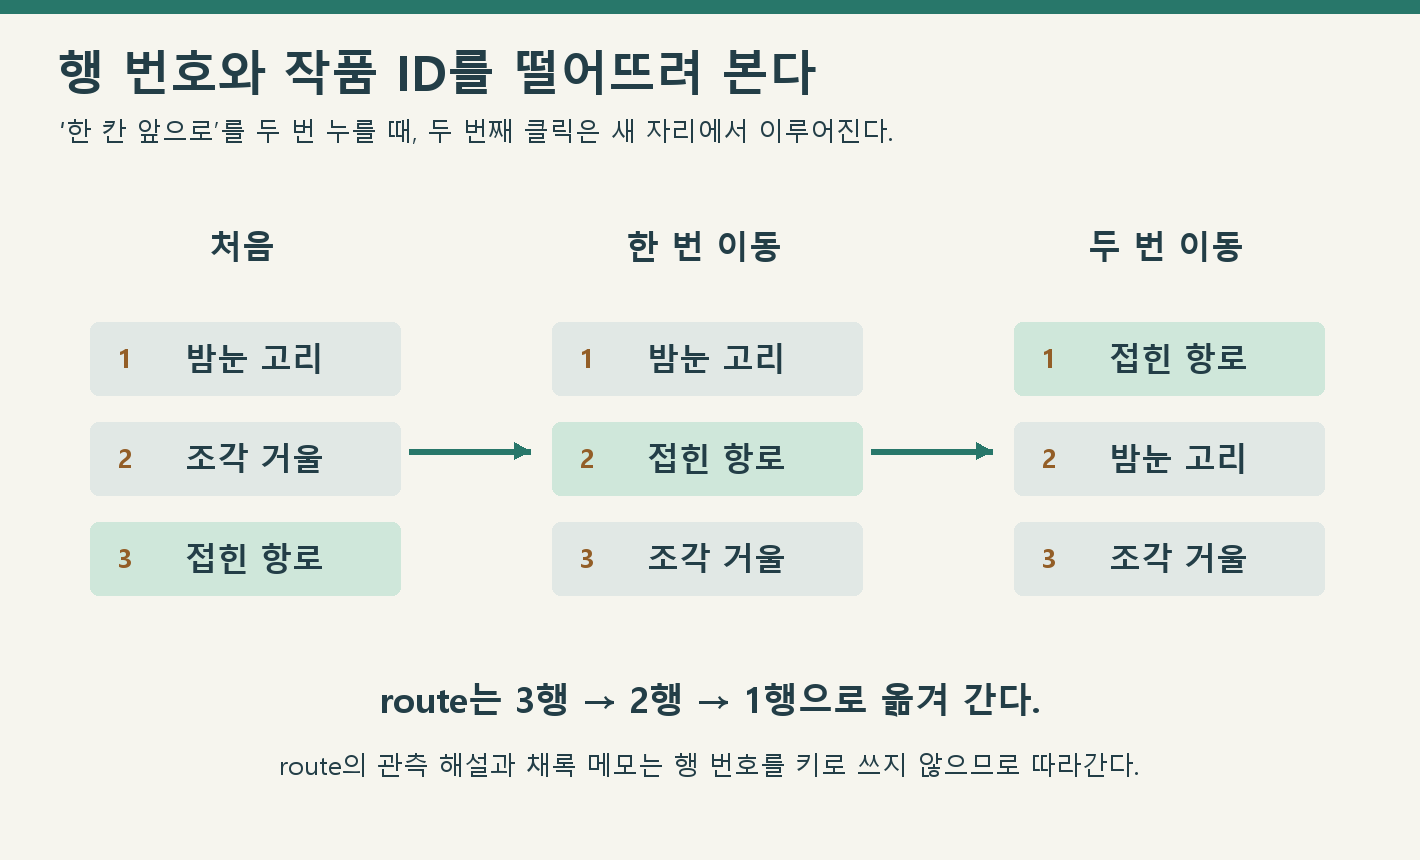 행 번호와 작품 ID를 떨어뜨려 본다
‘한 칸 앞으로’를 두 번 누를 때, 두 번째 클릭은 새 자리에서 이루어진다.
처음
한 번 이동
두 번 이동
1 밤눈 고리
1 밤눈 고리
1 접힌 항로
2 조각 거울
2 접힌 항로
2 밤눈 고리
3 접힌 항로
3 조각 거울
3 조각 거울
route는 3행 → 2행 → 1행으로 옮겨 간다.
route의 관측 해설과 채록 메모는 행 번호를 키로 쓰지 않으므로 따라간다.